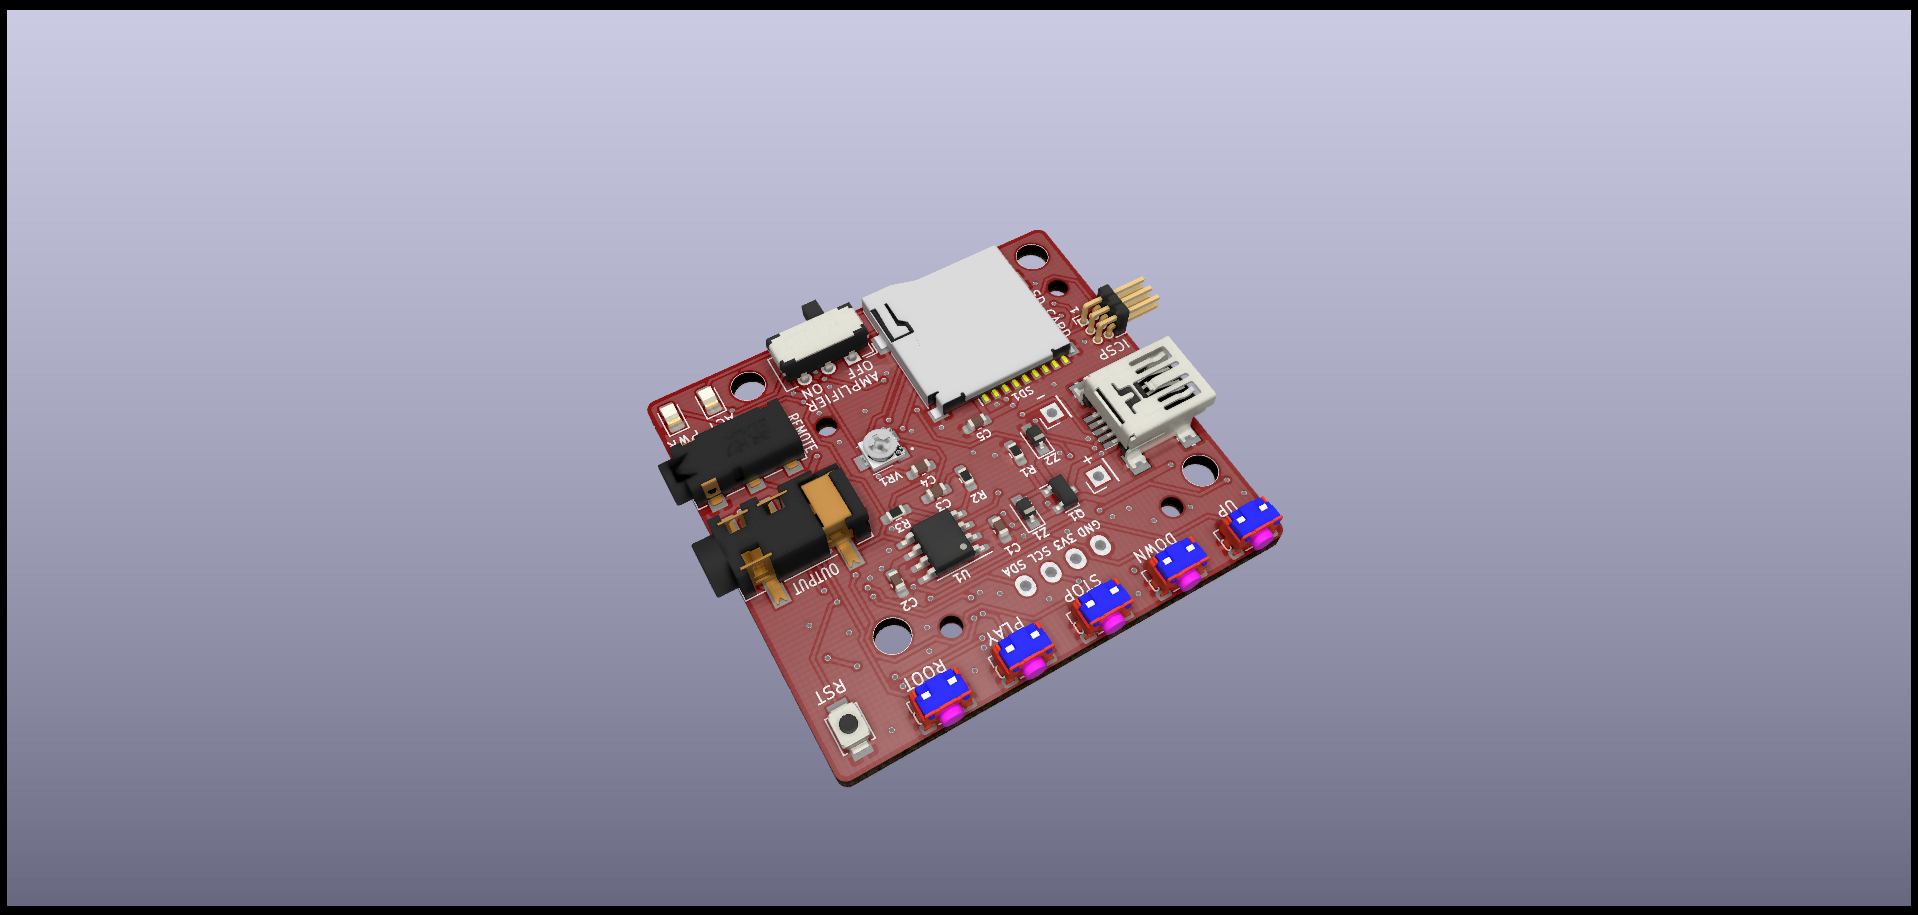 SD CARD
ICSP
OFF
ON
AMPLIFIER
ACT
PWR
REMOTE
SD1
-
+
C5
Z2
R1
VR1
C4
C3
R2
R3
Q1
Z1
C1
U1
C2
OUTPUT
GND
3V3
SCL
SDA
UP
DOWN
STOP
PLAY
ROOT
RST